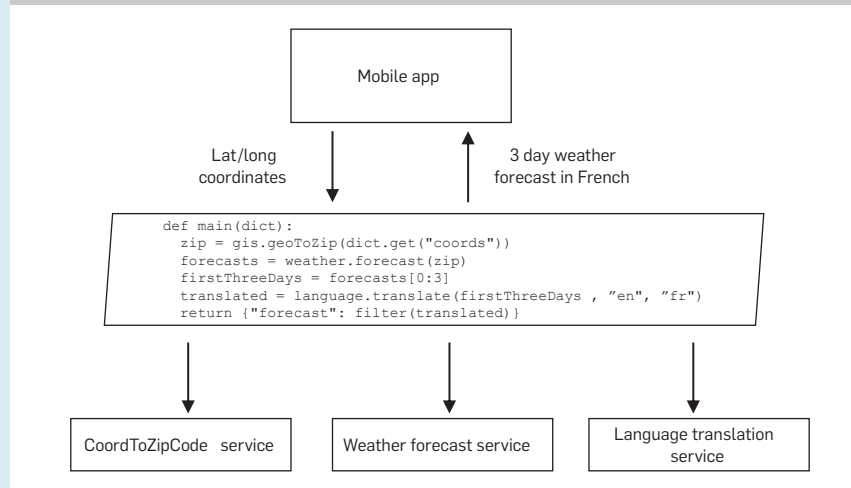 Mobile app
Lat/long
coordinates
3 day weather
forecast in French
def main(dict):
zip = gis.geoToZip(dict.get("coords"))
forecasts = weather.forecast(zip)
firstThreeDays = forecasts[0:3]
translated = language.translate(firstThreeDays , ”en", ”fr")
return {"forecast": filter(translated)}
CoordToZipCode service
Weather forecast service
Language translation
service